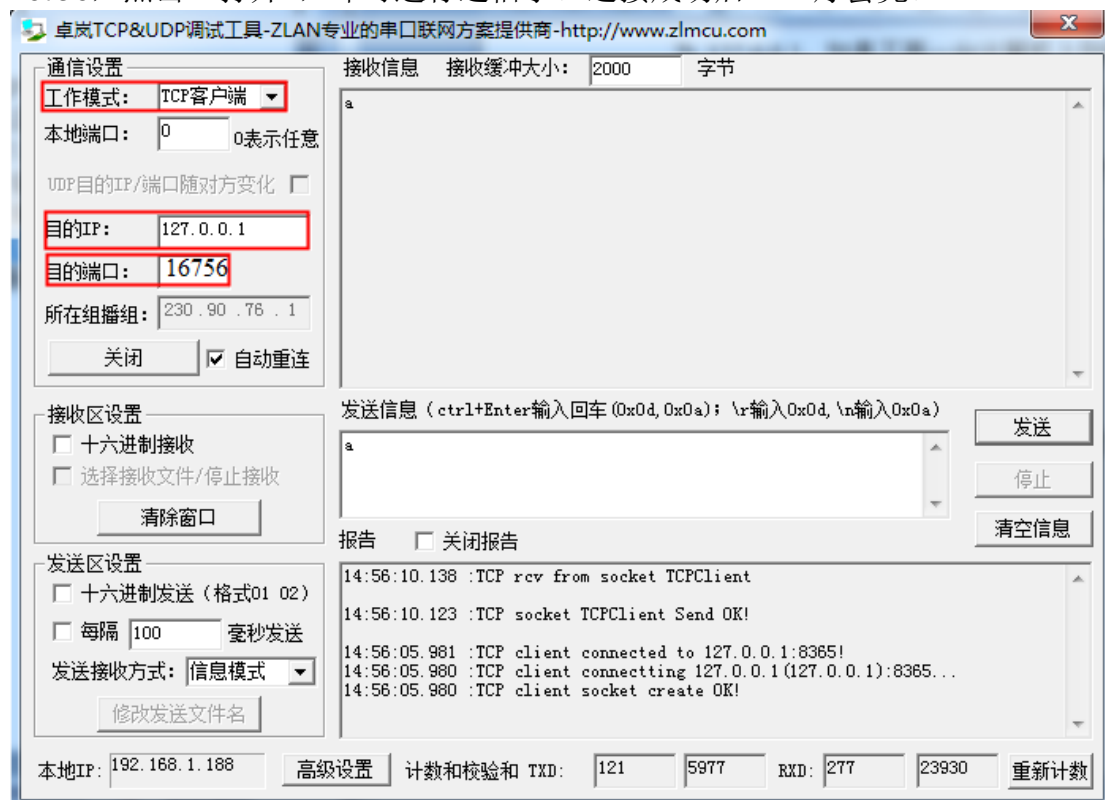 卓岚TCP&UDP调试工具-ZLAN专业的串口联网方案提供商-http://www.zlmcu.com
通信设置
工作模式： TCP客户端
本地端口： 0 0表示任意
UDP目的IP/端口随对方变化
目的IP： 127.0.0.1
目的端口： 16756
所在组播组： 230 . 90 . 76 . 1
关闭 自动重连
接收信息 接收缓冲大小： 2000 字节
a
接收区设置
十六进制接收
选择接收文件/停止接收
清除窗口
发送信息（ctrl+Enter输入回车(0x0d,0x0a)；\r输入0x0d,\n输入0x0a）
a
发送
停止
清空信息
报告 关闭报告
发送区设置
十六进制发送（格式01 02）
每隔 100 毫秒发送
发送接收方式： 信息模式
修改发送文件名
14:56:10.138 :TCP rcv from socket TCPClient
14:56:10.123 :TCP socket TCPClient Send OK!
14:56:05.981 :TCP client connected to 127.0.0.1:8365!
14:56:05.980 :TCP client connectting 127.0.0.1(127.0.0.1):8365...
14:56:05.980 :TCP client socket create OK!
本地IP: 192.168.1.188 高级设置 计数和校验和 TXD: 121 5977 RXD: 277 23930 重新计数